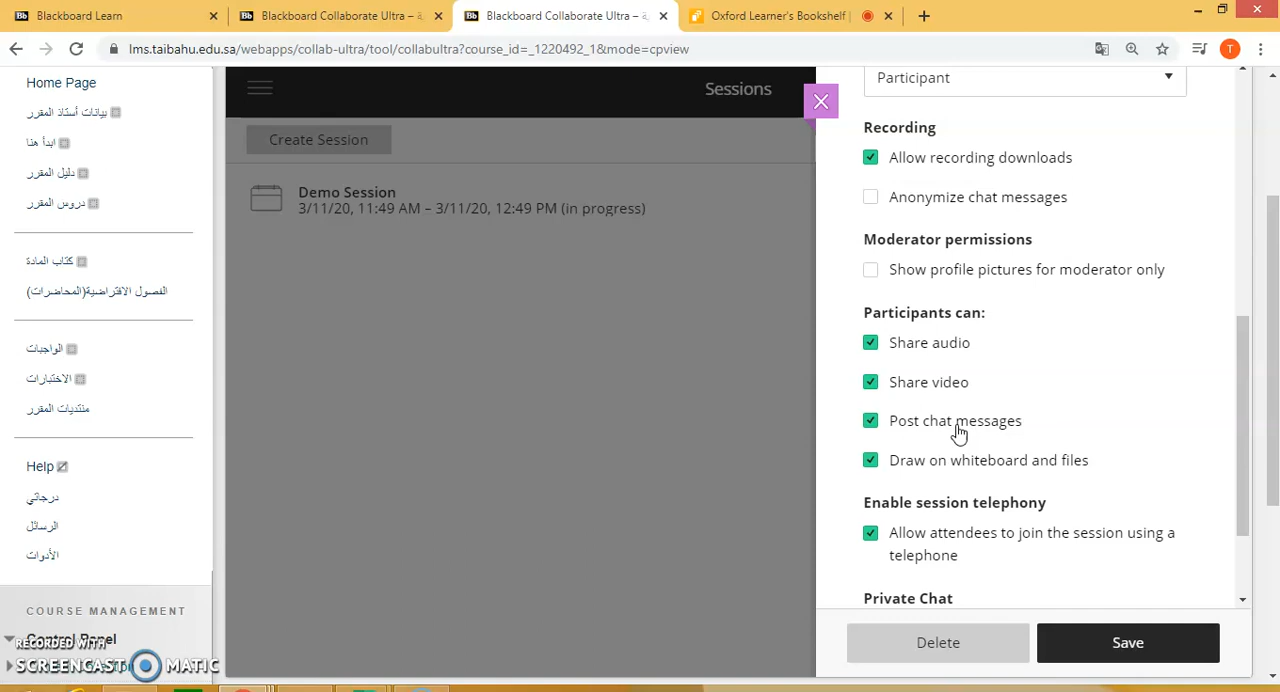 Blackboard Learn
Blackboard Collaborate Ultra –
Blackboard Collaborate Ultra –
Oxford Learner's Bookshelf
lms.taibahu.edu.sa/webapps/collab-ultra/tool/collabultra?course_id=_1220492_1&mode=cpview
T
Home Page
بيانات أستاذ المقرر
ابدأ هنا
دليل المقرر
دروس المقرر
كتاب المادة
الفصول الافتراضية(المحاضرات)
الواجبات
الاختبارات
منتديات المقرر
Help
درجاتي
الرسائل
الأدوات
COURSE MANAGEMENT
Control Panel
RECORDED WITH
SCREENCAST MATIC
Sessions
Create Session
Demo Session
3/11/20, 11:49 AM – 3/11/20, 12:49 PM (in progress)
Participant
Recording
Allow recording downloads
Anonymize chat messages
Moderator permissions
Show profile pictures for moderator only
Participants can:
Share audio
Share video
Post chat messages
Draw on whiteboard and files
Enable session telephony
Allow attendees to join the session using a
telephone
Private Chat
Delete
Save